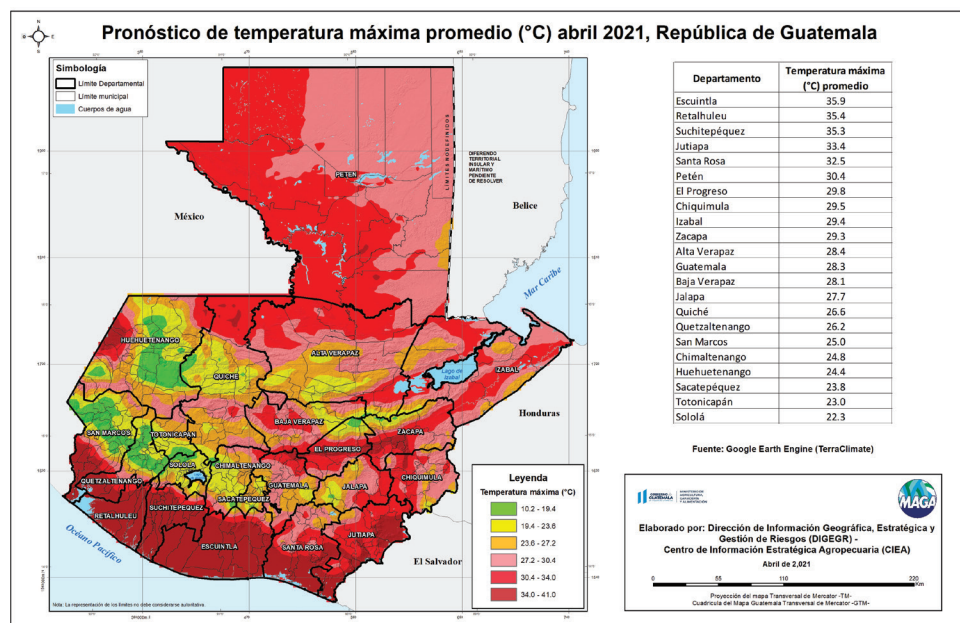 Pronóstico de temperatura máxima promedio (°C) abril 2021, República de Guatemala
N
Simbología
Límite Departamental
Límite municipal
Cuerpos de agua
LÍMITES NO DEFINIDOS
DIFERENDO
TERRITORIAL
INSULAR Y
MARÍTIMO
PENDIENTE
DE RESOLVER
PETEN
México
Belice
Mar Caribe
HUEHUETENANGO
QUICHE
ALTA VERAPAZ
Lago de
Izabal
IZABAL
Honduras
SAN MARCOS
TOTONICAPAN
BAJA VERAPAZ
ZACAPA
EL PROGRESO
SOLOLA
CHIMALTENANGO
QUETZALTENANGO
GUATEMALA
JALAPA
CHIQUIMULA
SACATEPEQUEZ
SUCHITEPEQUEZ
RETALHULEU
ESCUINTLA
SANTA ROSA
JUTIAPA
Océano Pacífico
El Salvador
Leyenda
Temperatura máxima (°C)
10.2 - 19.4
19.4 - 23.6
23.6 - 27.2
27.2 - 30.4
30.4 - 34.0
34.0 - 41.0
Nota: La representación de los límites no debe considerarse autoritativa.
Departamento Temperatura máxima (°C) promedio
Escuintla 35.9
Retalhuleu 35.4
Suchitepéquez 35.3
Jutiapa 33.4
Santa Rosa 32.5
Petén 30.4
El Progreso 29.8
Chiquimula 29.5
Izabal 29.4
Zacapa 29.3
Alta Verapaz 28.4
Guatemala 28.3
Baja Verapaz 28.1
Jalapa 27.7
Quiché 26.6
Quetzaltenango 26.2
San Marcos 25.0
Chimaltenango 24.8
Huehuetenango 24.4
Sacatepéquez 23.8
Totonicapán 23.0
Sololá 22.3
Fuente: Google Earth Engine (TerraClimate)
GUATEMALA
MINISTERIO DE
AGRICULTURA,
GANADERÍA
Y ALIMENTACIÓN
MAGA
Elaborado por: Dirección de Información Geográfica, Estratégica y
Gestión de Riesgos (DIGEGR) -
Centro de Información Estratégica Agropecuaria (CIEA)
Abril de 2,021
0 55 110 220
Km
Proyección del mapa Transversal de Mercator -TM-
Cuadrícula del Mapa Guatemala Transversal de Mercator -GTM-